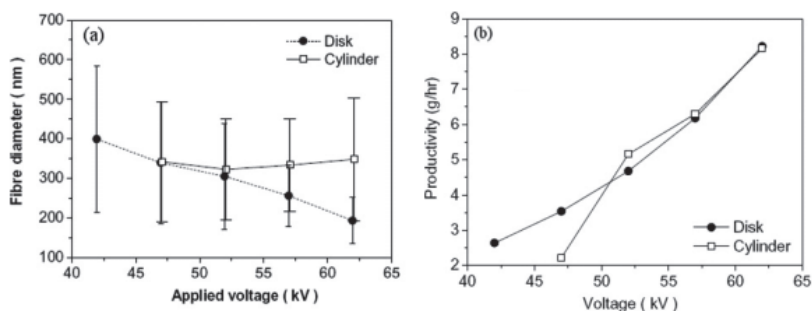 (a)
Disk
Cylinder
Fibre diameter ( nm )
700
600
500
400
300
200
100
40 45 50 55 60 65
Applied voltage ( kV )
(b)
Disk
Cylinder
Productivity (g/hr)
9
8
7
6
5
4
3
2
40 45 50 55 60 65
Voltage ( kV )